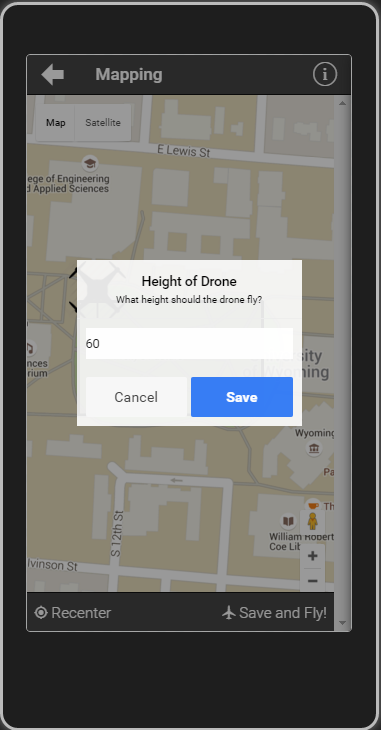 Mapping
Map
Satellite
E Lewis St
ege of Engineering
d Applied Sciences
Height of Drone
What height should the drone fly?
60
Cancel
Save
sity
oming
nces
rium
Wyoming
Pa
Th
S 12th St
William Robert
Coe Lib
lvinson St
+
−
Recenter
Save and Fly!